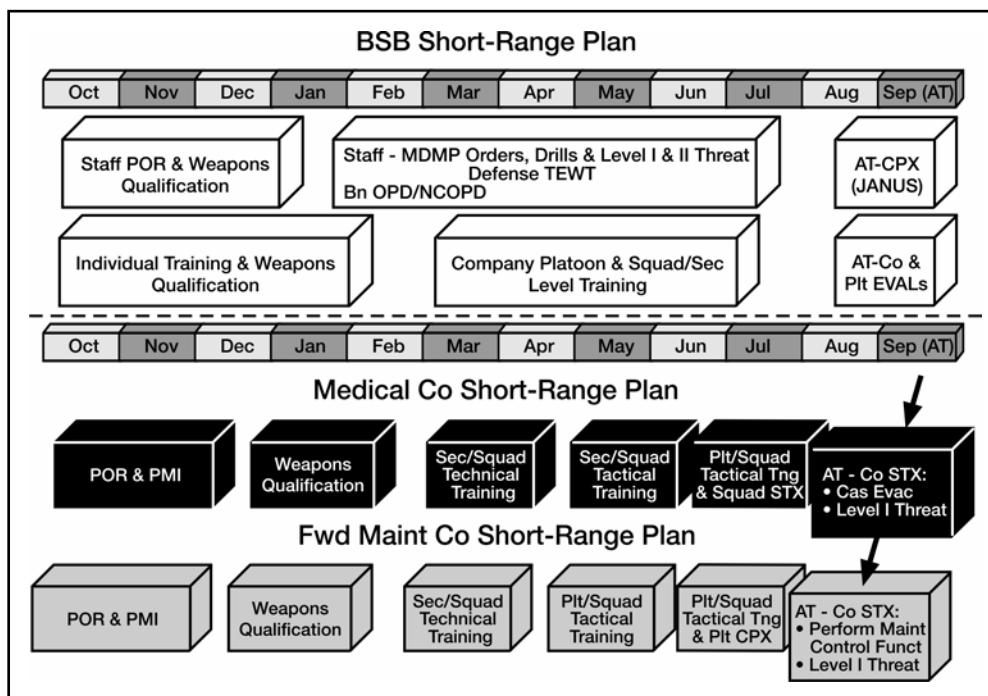 BSB Short-Range Plan
Oct Nov Dec Jan Feb Mar Apr May Jun Jul Aug Sep (AT)
Staff POR & Weapons
Qualification
Staff - MDMP Orders, Drills & Level I & II Threat
Defense TEWT
Bn OPD/NCOPD
AT-CPX
(JANUS)
Individual Training & Weapons
Qualification
Company Platoon & Squad/Sec
Level Training
AT-Co &
Plt EVALs
Oct Nov Dec Jan Feb Mar Apr May Jun Jul Aug Sep (AT)
Medical Co Short-Range Plan
POR & PMI
Weapons
Qualification
Sec/Squad
Technical
Training
Sec/Squad
Tactical
Training
Plt/Squad
Tactical Tng
& Squad STX
AT - Co STX:
• Cas Evac
• Level I Threat
Fwd Maint Co Short-Range Plan
POR & PMI
Weapons
Qualification
Sec/Squad
Technical
Training
Plt/Squad
Tactical
Training
Plt/Squad
Tactical Tng
& Plt CPX
AT - Co STX:
• Perform Maint
Control Funct
• Level I Threat